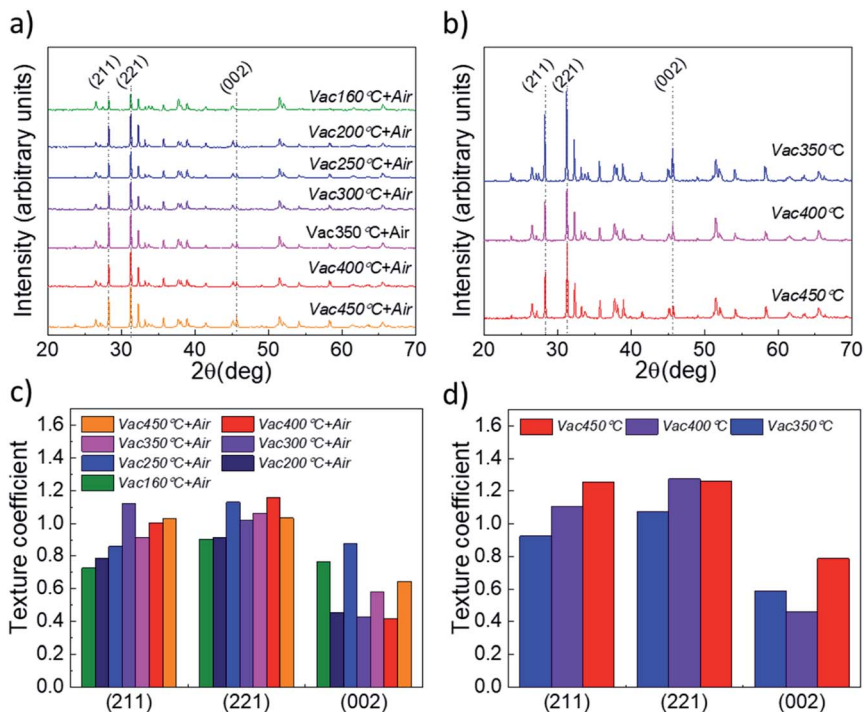 a)
(211)
(221)
(002)
Vac160°C+Air
Vac200°C+Air
Vac250°C+Air
Vac300°C+Air
Vac350°C+Air
Vac400°C+Air
Vac450°C+Air
Intensity (arbitrary units)
20 30 40 50 60 70
2θ(deg)
b)
(211)
(221)
(002)
Vac350°C
Vac400°C
Vac450°C
Intensity (arbitrary units)
20 30 40 50 60 70
2θ(deg)
c)
Vac450°C+Air Vac400°C+Air
Vac350°C+Air Vac300°C+Air
Vac250°C+Air Vac200°C+Air
Vac160°C+Air
Texture coefficient
1.6
1.4
1.2
1.0
0.8
0.6
0.4
0.2
0.0
(211) (221) (002)
d)
Vac450°C Vac400°C Vac350°C
Texture coefficient
1.6
1.4
1.2
1.0
0.8
0.6
0.4
0.2
0.0
(211) (221) (002)